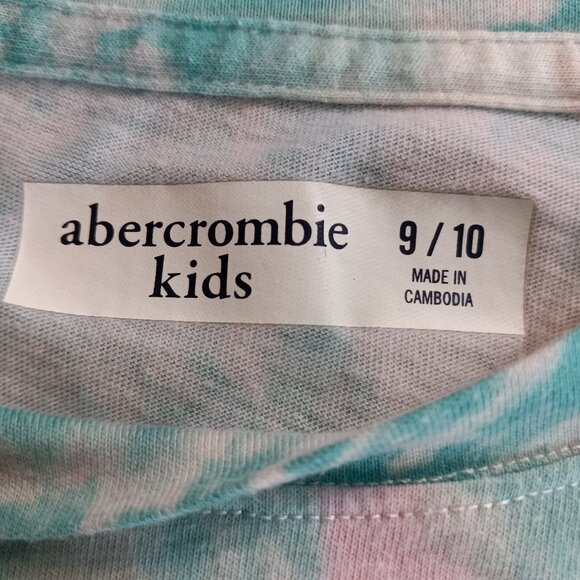 abercrombie
kids
9 / 10
MADE IN
CAMBODIA